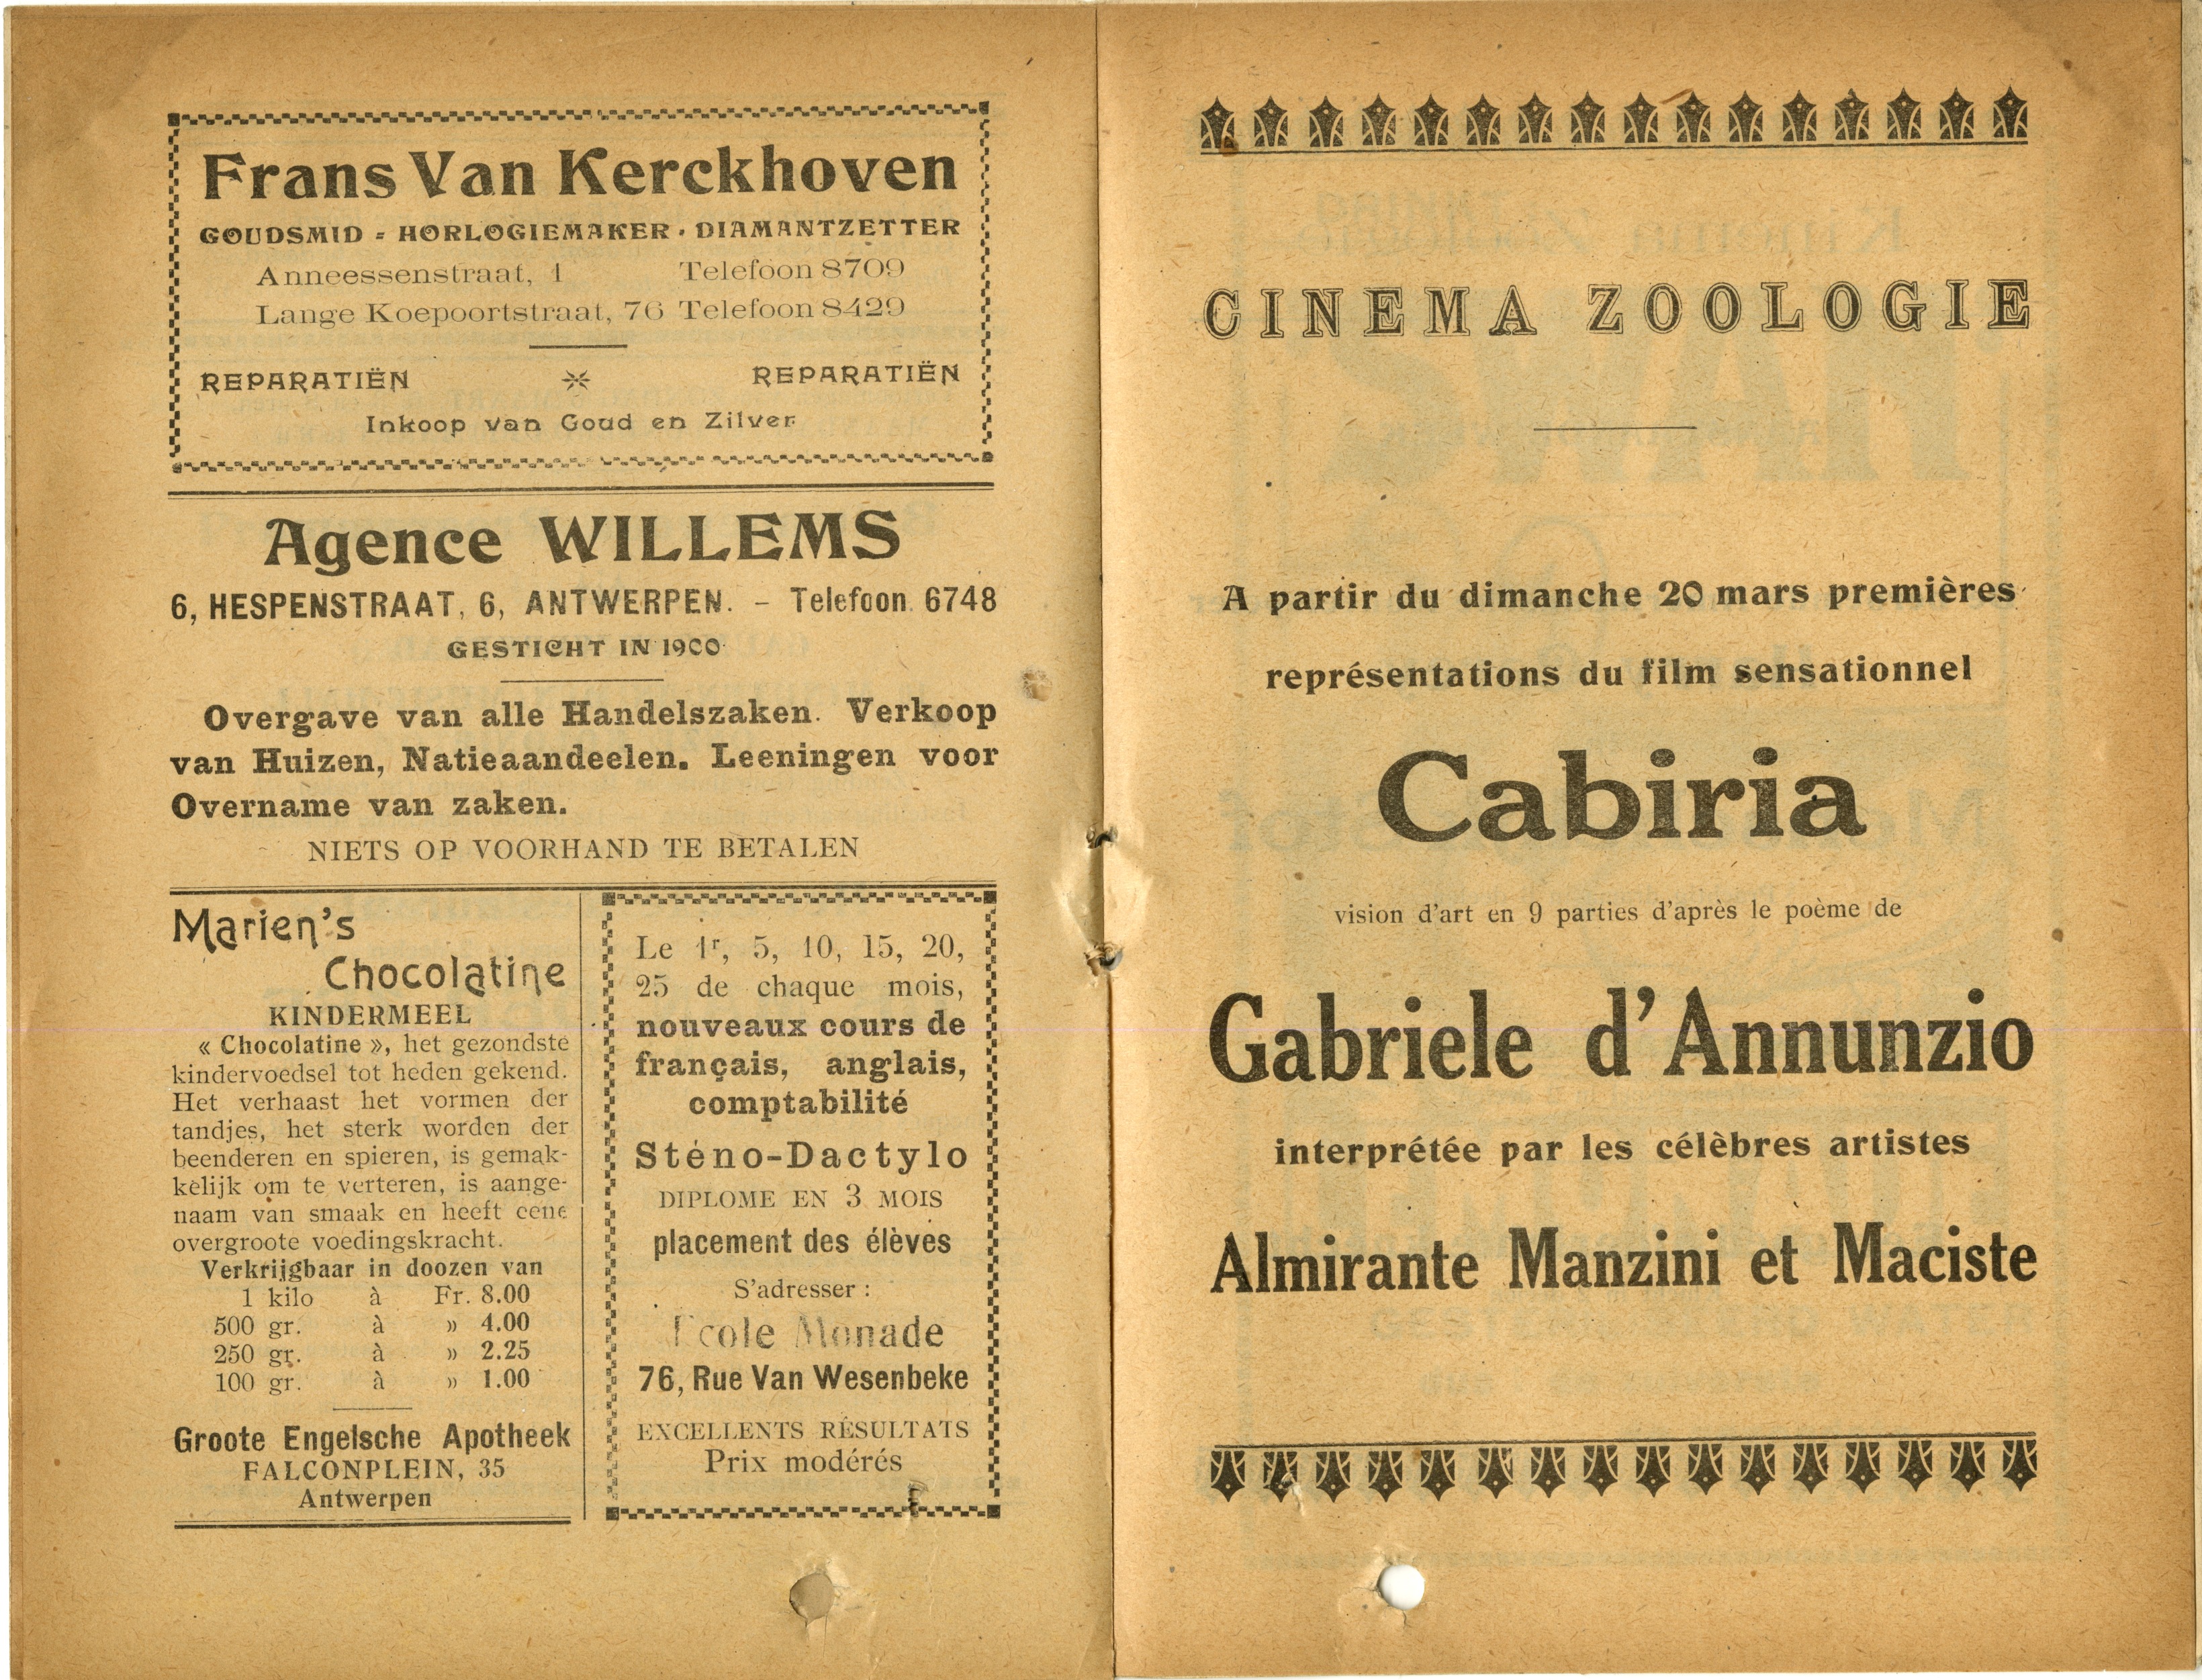 Frans Van Kerckhoven
GOUDSMID - HORLOGIEMAKER · DIAMANTZETTER
Anneessenstraat, 1 Telefoon 8709
Lange Koepoortstraat, 76 Telefoon 8429
REPARATIËN REPARATIËN
Inkoop van Goud en Zilver
Agence WILLEMS
6, HESPENSTRAAT, 6, ANTWERPEN. - Telefoon 6748
GESTICHT IN 1900
Overgave van alle Handelszaken. Verkoop
van Huizen, Natieaandeelen. Leeningen voor
Overname van zaken.
NIETS OP VOORHAND TE BETALEN
Marien's
Chocolatine
KINDERMEEL
« Chocolatine », het gezondste
kindervoedsel tot heden gekend.
Het verhaast het vormen der
tandjes, het sterk worden der
beenderen en spieren, is gemak-
kelijk om te verteren, is aange-
naam van smaak en heeft eene
overgroote voedingskracht.
Verkrijgbaar in doozen van
1 kilo à Fr. 8.00
500 gr. à » 4.00
250 gr. à » 2.25
100 gr. à » 1.00
Groote Engelsche Apotheek
FALCONPLEIN, 35
Antwerpen
Le 1r, 5, 10, 15, 20,
25 de chaque mois,
nouveaux cours de
français, anglais,
comptabilité
Sténo-Dactylo
DIPLOME EN 3 MOIS
placement des élèves
S'adresser :
Ecole Monade
76, Rue Van Wesenbeke
EXCELLENTS RÉSULTATS
Prix modérés
CINEMA ZOOLOGIE
A partir du dimanche 20 mars premières
représentations du film sensationnel
Cabiria
vision d'art en 9 parties d'après le poème de
Gabriele d'Annunzio
interprétée par les célèbres artistes
Almirante Manzini et Maciste